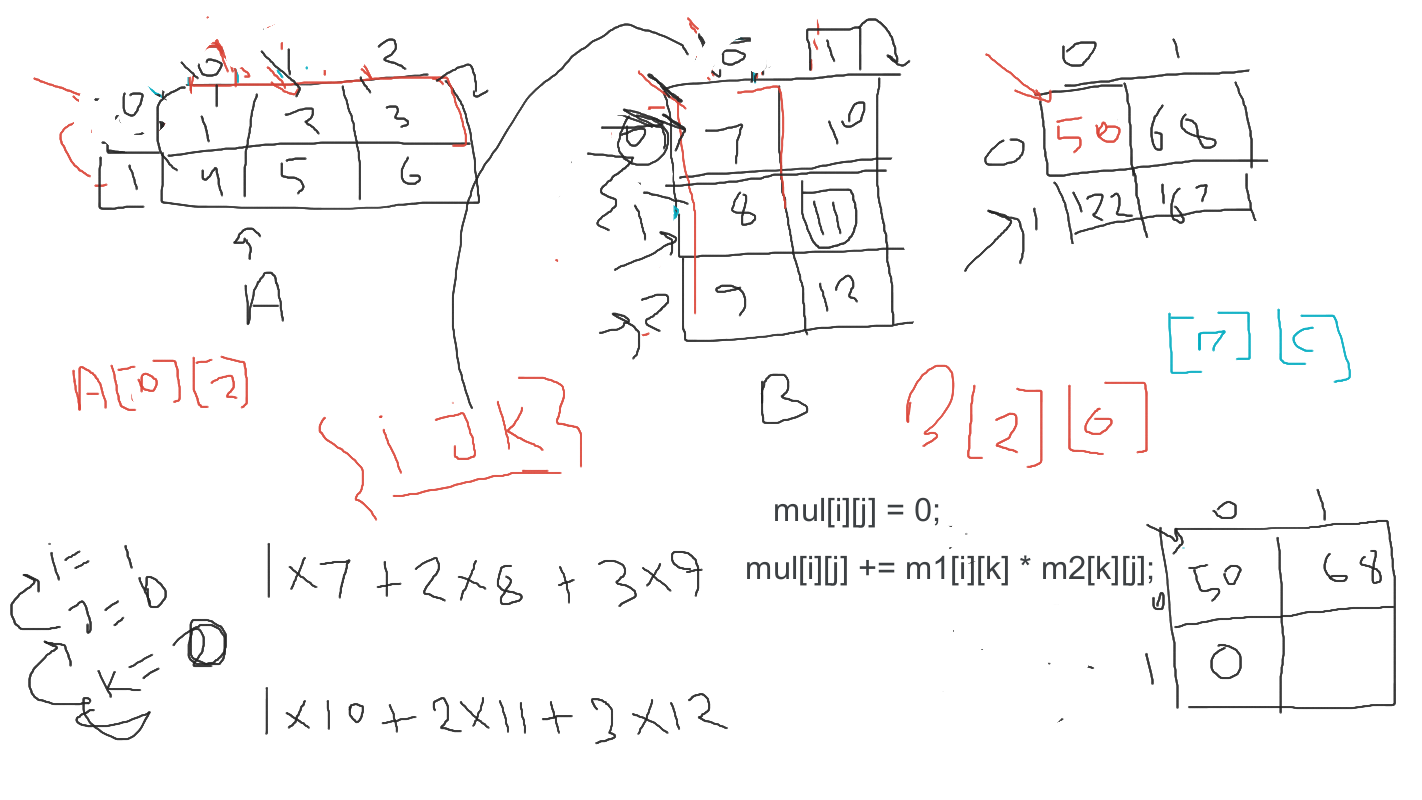 0 1 2
0 1 2 3
1 4 5 6
A
0 1
0 7 10
1 8 11
2 9 12
B
0 1
0 50 68
1 122 167
A[0][2]
{i J K}
B[2][0]
[r][c]
mul[i][j] = 0;
mul[i][j] += m1[i][k] * m2[k][j];
i = 1
J = 0
K =
1x7 + 2x8 + 3x9
1x10 + 2x11 + 3x12
0 1
0 50 68
1 0